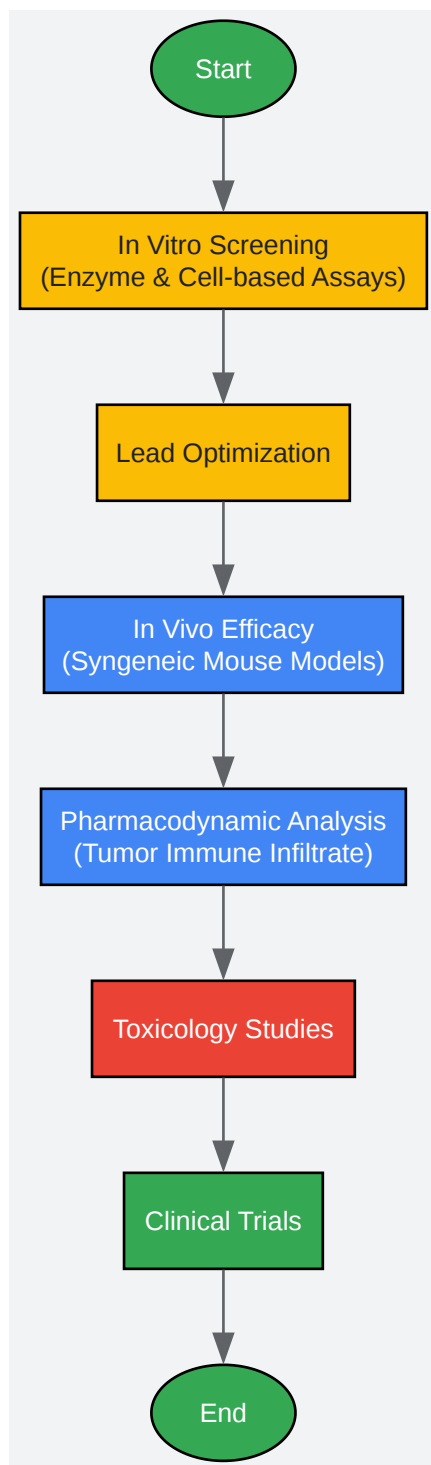 Start
In Vitro Screening
(Enzyme & Cell-based Assays)
Lead Optimization
In Vivo Efficacy
(Syngeneic Mouse Models)
Pharmacodynamic Analysis
(Tumor Immune Infiltrate)
Toxicology Studies
Clinical Trials
End